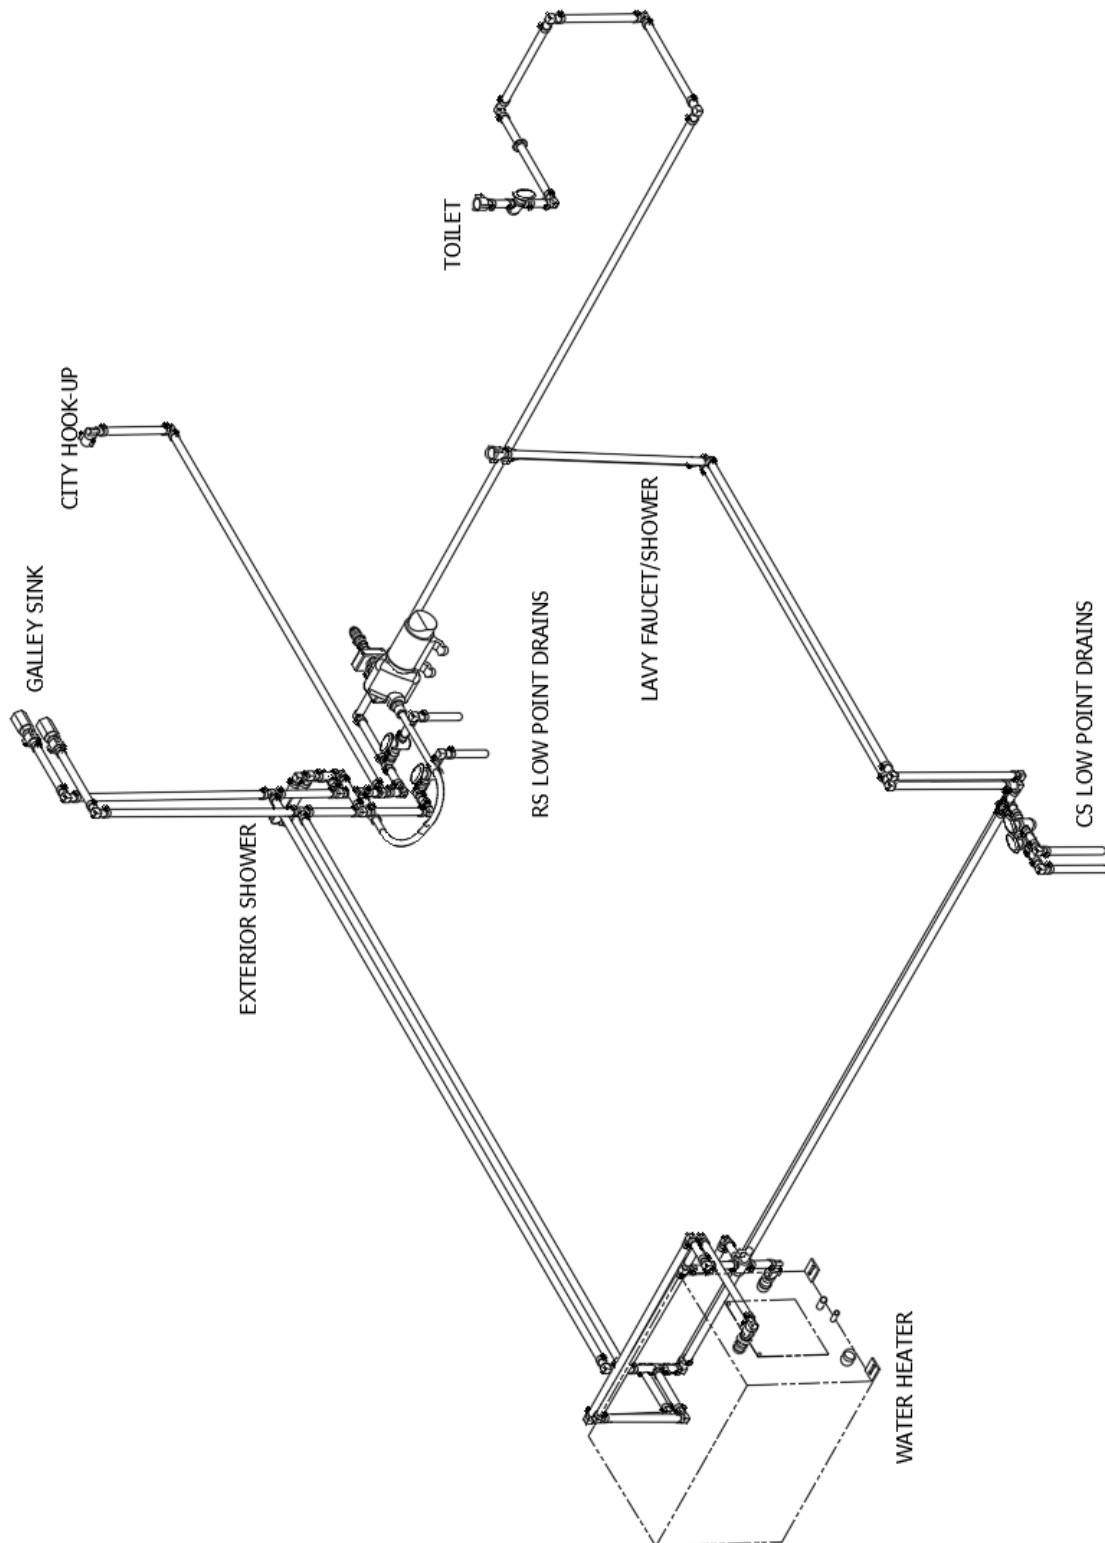 GALLEY SINK
CITY HOOK-UP
EXTERIOR SHOWER
TOILET
RS LOW POINT DRAINS
LAVY FAUCET/SHOWER
WATER HEATER
CS LOW POINT DRAINS